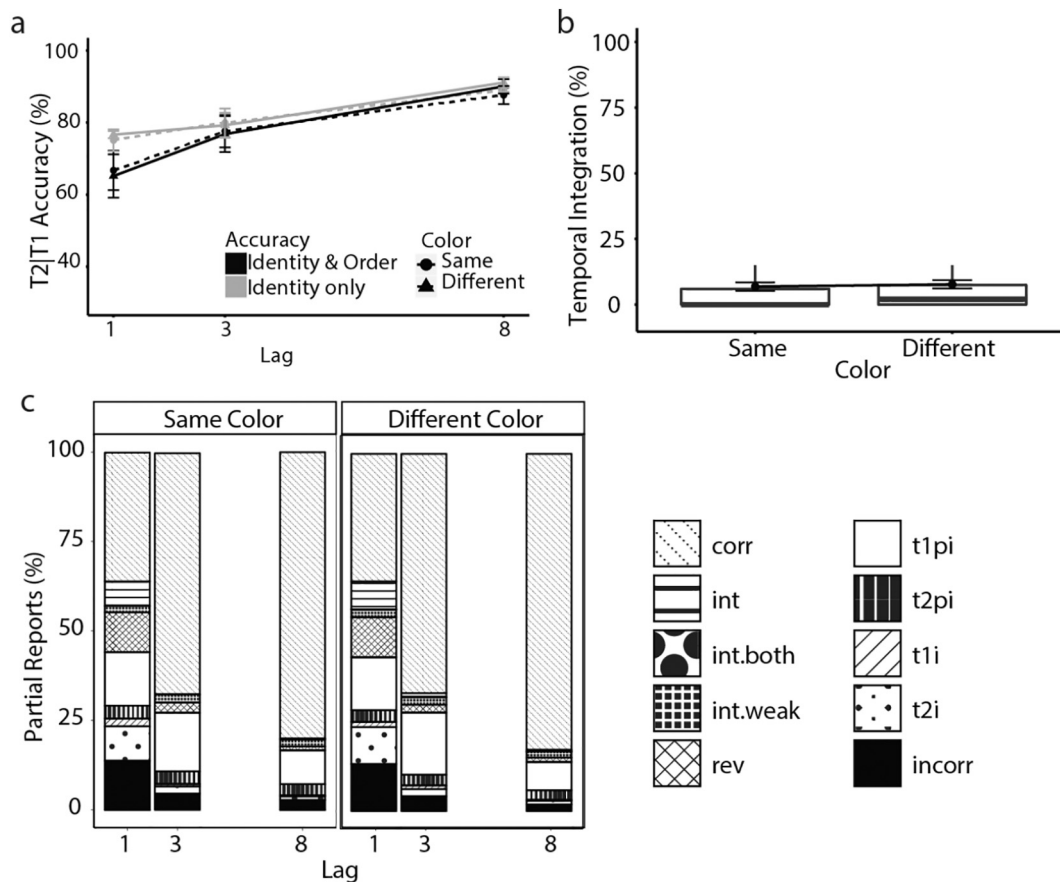 a
100
80
60
40
T2|T1 Accuracy (%)
Accuracy
Identity & Order
Identity only
Color
Same
Different
1 3 8
Lag
b
100
75
50
25
0
Temporal Integration (%)
Same Different
Color
c
Same Color Different Color
100
75
50
25
0
Partial Reports (%)
1 3 8 1 3 8
Lag
corr
int
int.both
int.weak
rev
t1pi
t2pi
t1i
t2i
incorr